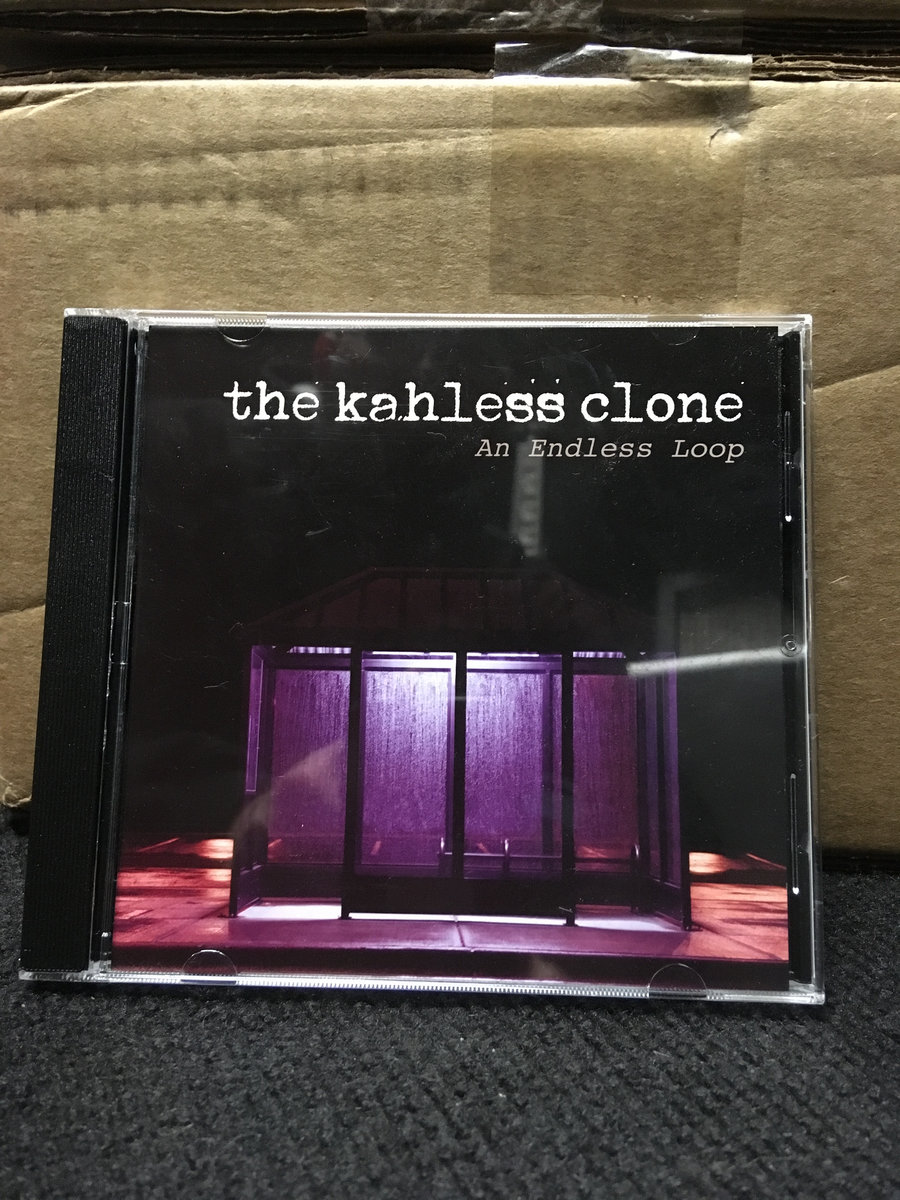 the kahless clone
An Endless Loop